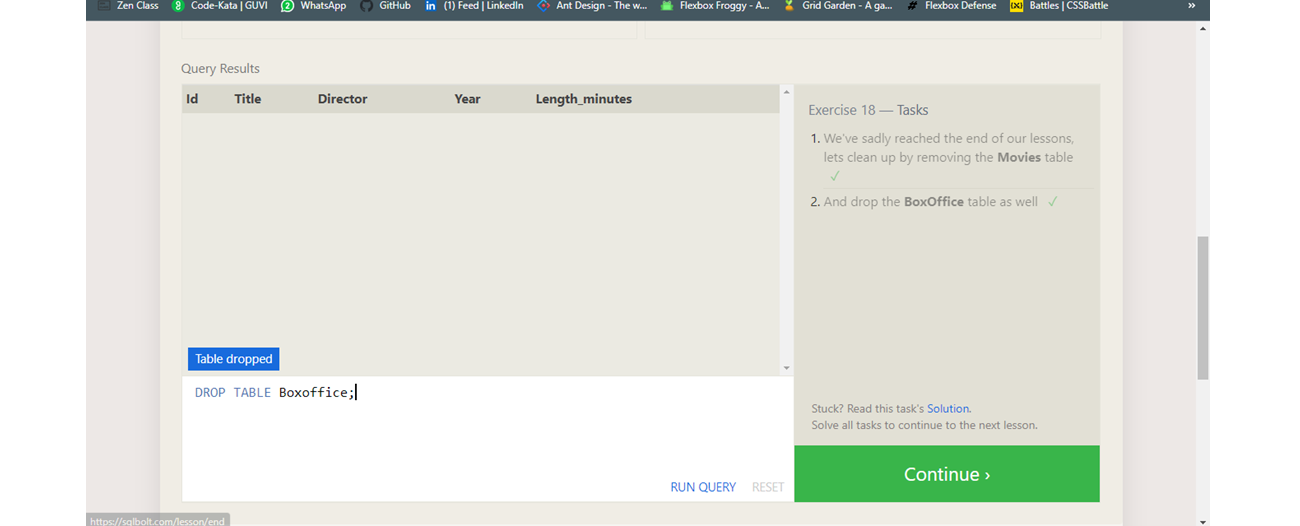 Zen Class Code-Kata | GUVI WhatsApp GitHub (1) Feed | LinkedIn Ant Design - The w... Flexbox Froggy - A... Grid Garden - A ga... Flexbox Defense Battles | CSSBattle »
Query Results
Id Title Director Year Length_minutes
Table dropped
DROP TABLE Boxoffice;
RUN QUERY RESET
Exercise 18 — Tasks
1. We've sadly reached the end of our lessons,
lets clean up by removing the Movies table
✓
2. And drop the BoxOffice table as well ✓
Stuck? Read this task's Solution.
Solve all tasks to continue to the next lesson.
Continue ›
https://sqlbolt.com/lesson/end